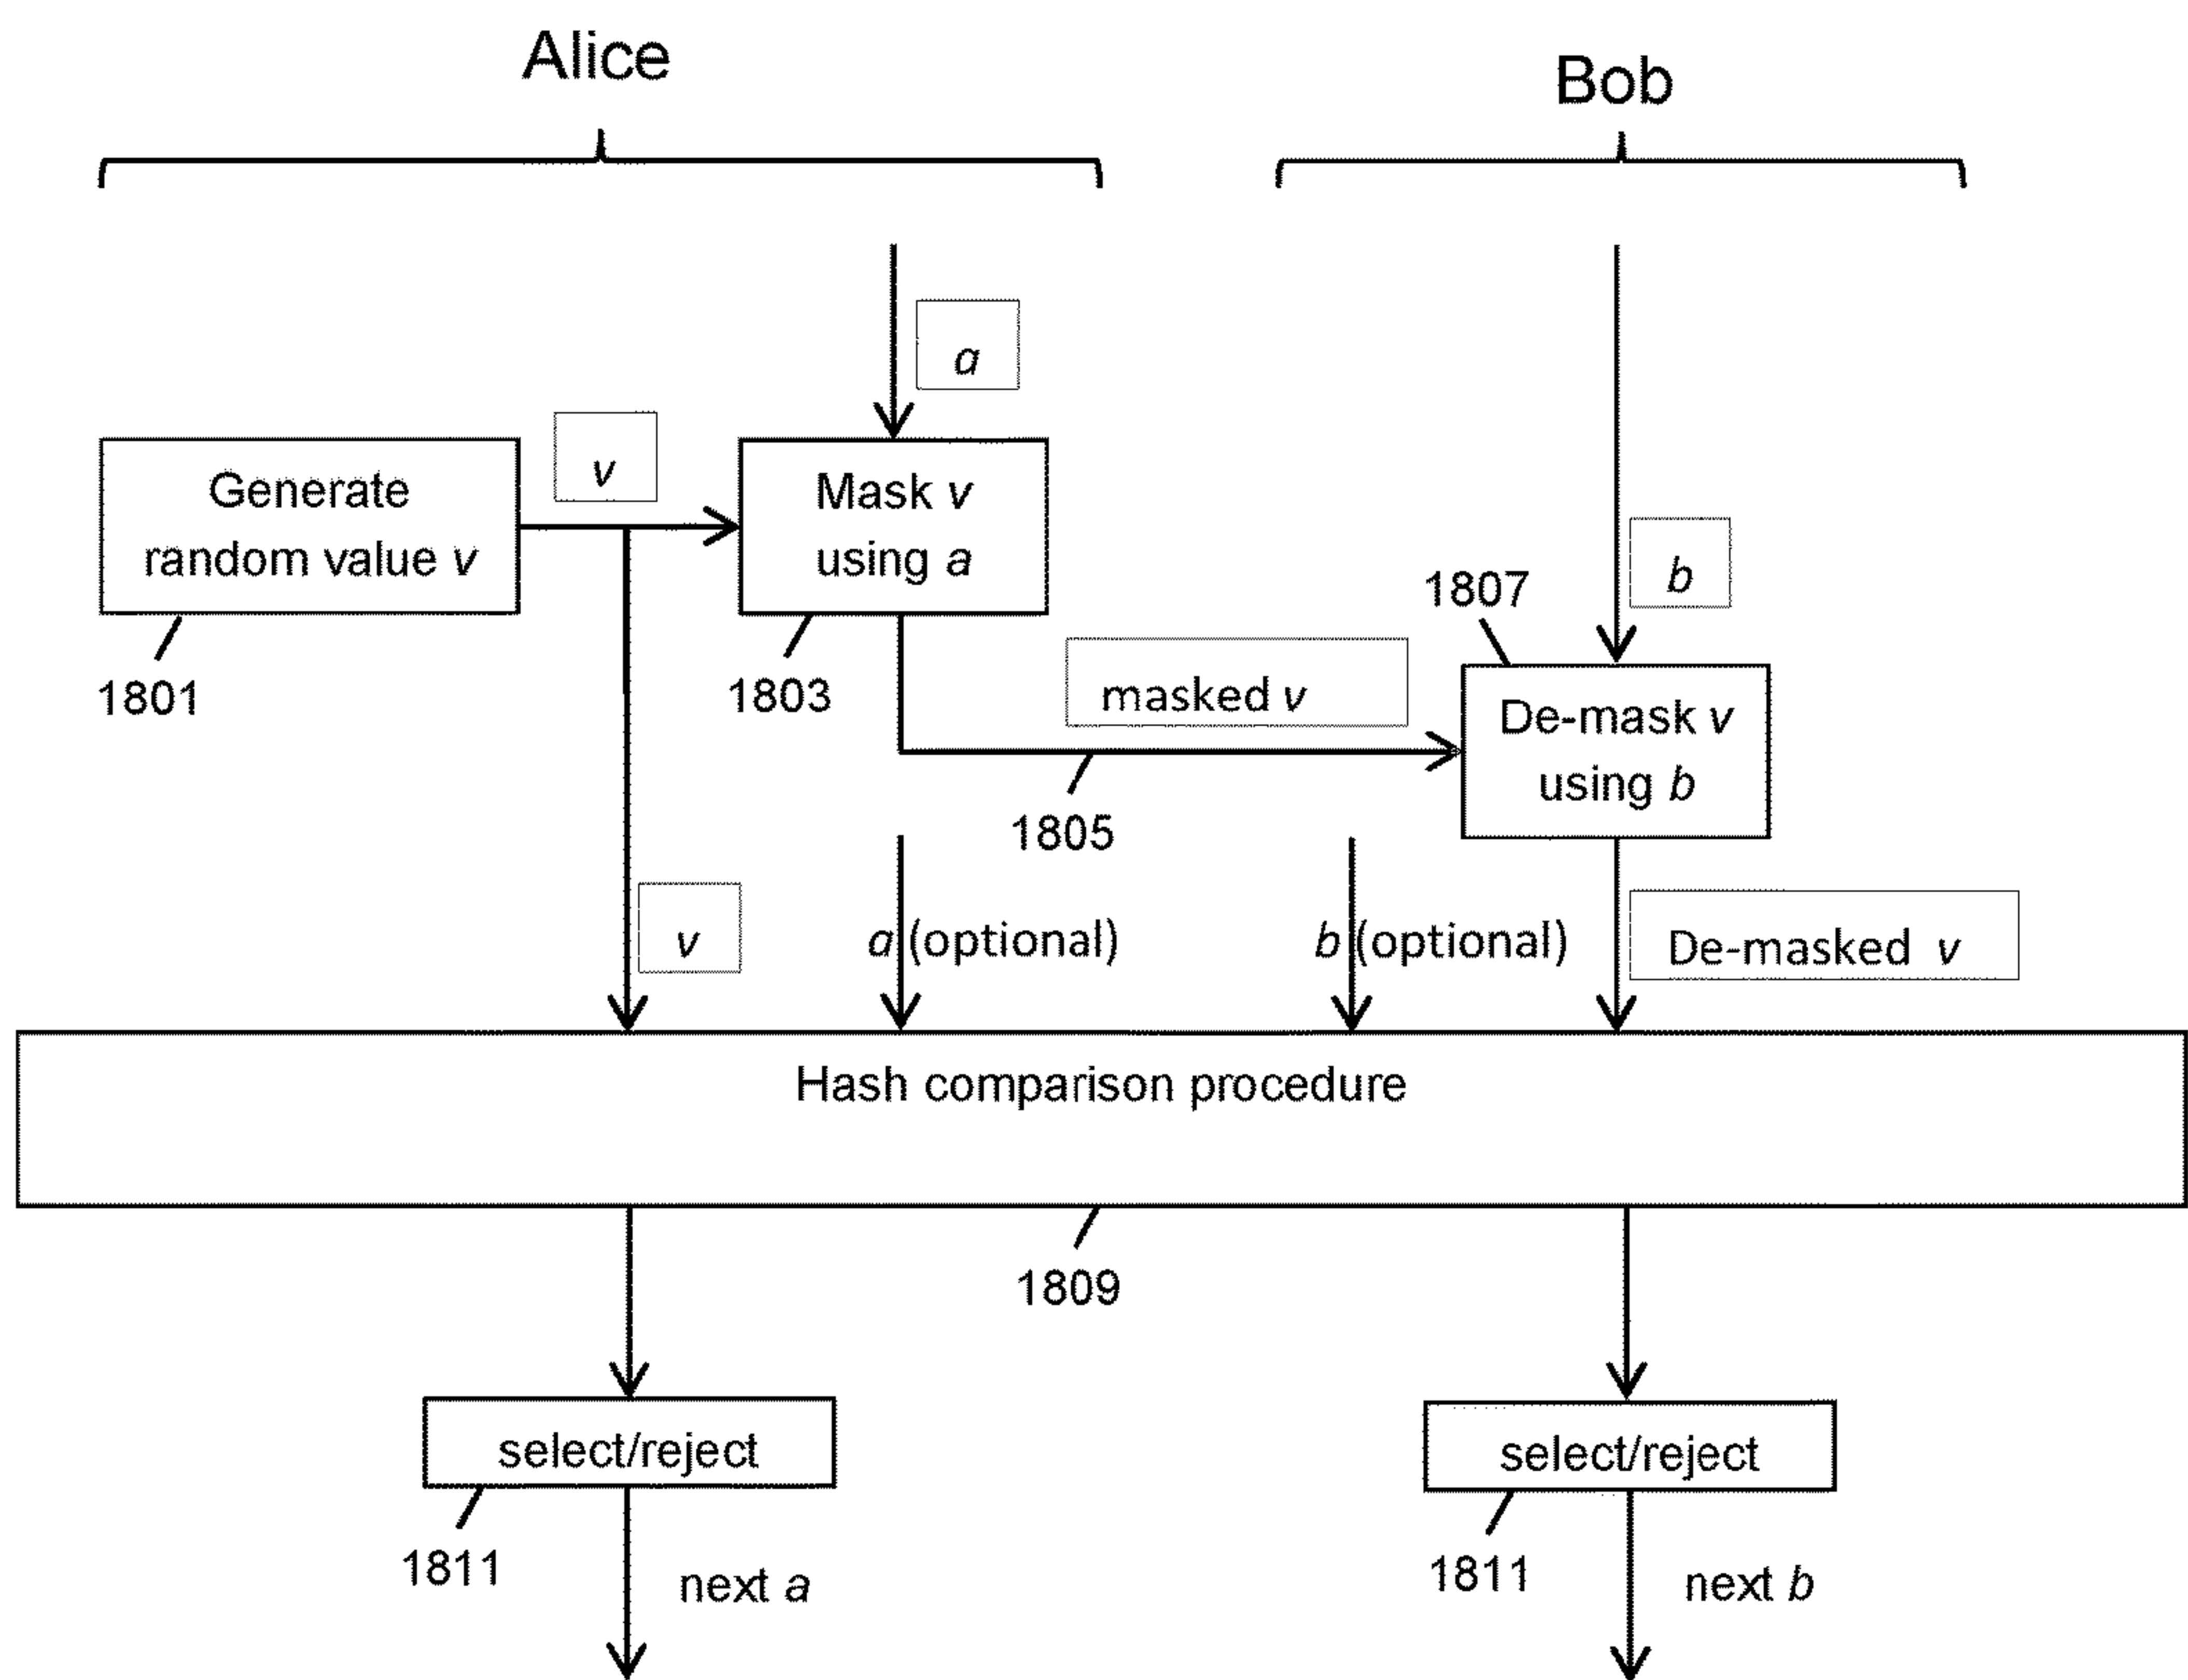 Alice
Bob
a
v
Generate
random value v
Mask v
using a
b
1807
1801
1803
masked v
De-mask v
using b
1805
v
a (optional)
b (optional)
De-masked v
Hash comparison procedure
1809
select/reject
select/reject
1811
next a
1811
next b